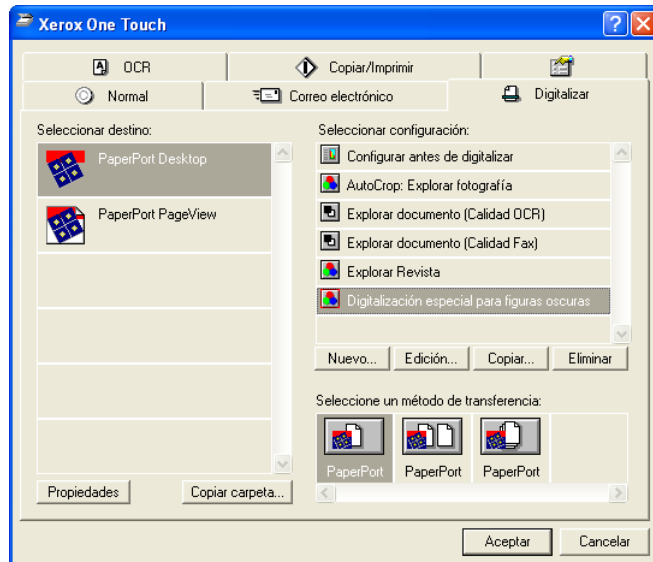 Xerox One Touch
OCR
Copiar/Imprimir
Normal
Correo electrónico
Digitalizar
Seleccionar destino:
PaperPort Desktop
PaperPort PageView
Propiedades
Copiar carpeta...
Seleccionar configuración:
Configurar antes de digitalizar
AutoCrop: Explorar fotografía
Explorar documento (Calidad OCR)
Explorar documento (Calidad Fax)
Explorar Revista
Digitalización especial para figuras oscuras
Nuevo...
Edición...
Copiar...
Eliminar
Seleccione un método de transferencia:
PaperPort
PaperPort
PaperPort
Aceptar
Cancelar